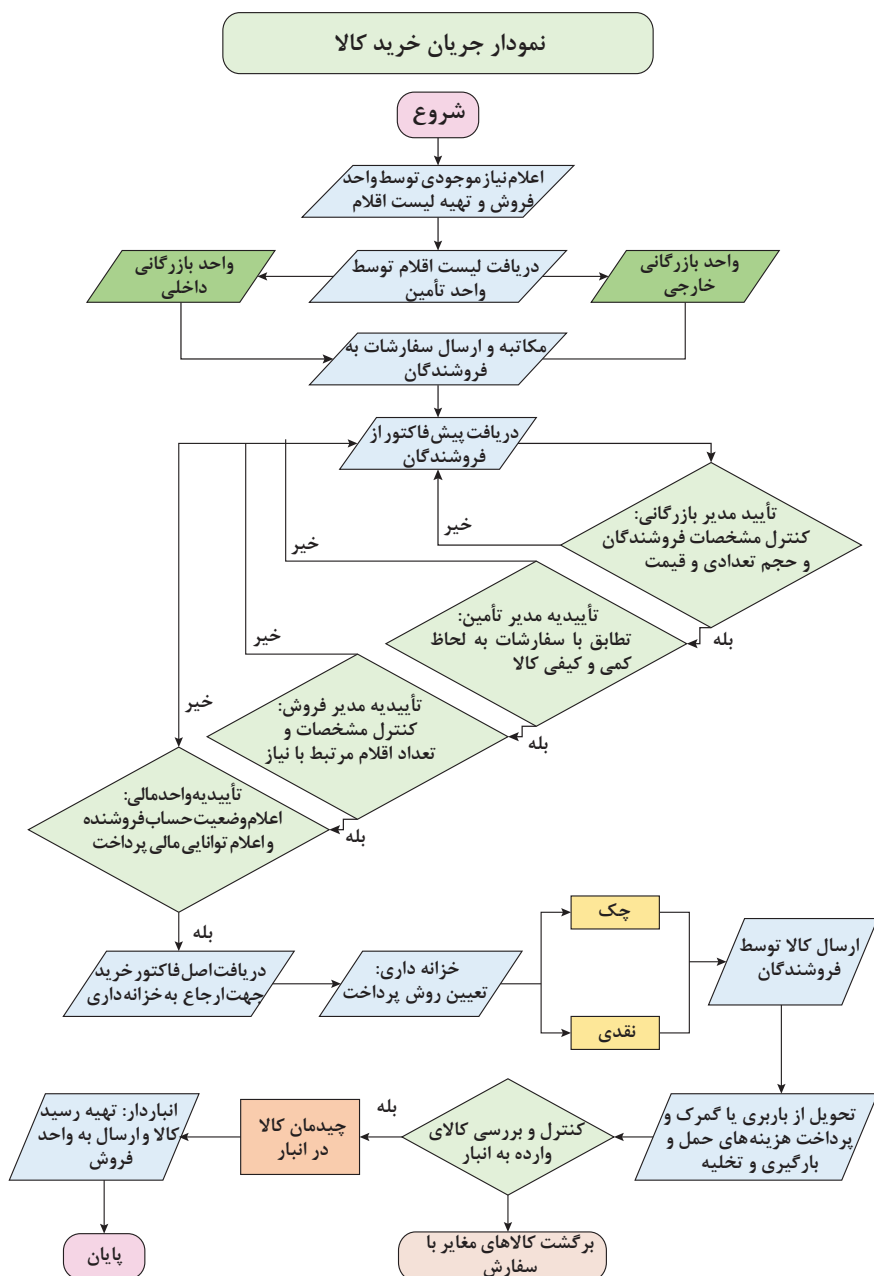 نمودار جریان خرید کالا
شروع
اعلام نیاز موجودی توسط واحد
فروش و تهیه لیست اقلام
دریافت لیست اقلام توسط
واحد تأمین
واحد بازرگانی
خارجی
واحد بازرگانی
داخلی
مکاتبه و ارسال سفارشات به
فروشندگان
دریافت پیش فاکتور از
فروشندگان
تأیید مدیر بازرگانی:
کنترل مشخصات فروشندگان
و حجم تعدادی و قیمت
خیر
بله
تأییدیه مدیر تأمین:
تطابق با سفارشات به لحاظ
کمی و کیفی کالا
خیر
بله
تأییدیه مدیر فروش:
کنترل مشخصات و
تعداد اقلام مرتبط با نیاز
خیر
بله
تأییدیه واحد مالی:
اعلام وضعیت حساب فروشنده
و اعلام توانایی مالی پرداخت
خیر
بله
دریافت اصل فاکتور خرید
جهت ارجاع به خزانه داری
خزانه داری:
تعیین روش پرداخت
چک
نقدی
ارسال کالا توسط
فروشندگان
تحویل از باربری یا گمرک و
پرداخت هزینه‌های حمل و
بارگیری و تخلیه
کنترل و بررسی کالای
وارده به انبار
بله
چیدمان کالا
در انبار
انباردار: تهیه رسید
کالا و ارسال به واحد
فروش
پایان
برگشت کالاهای مغایر با
سفارش